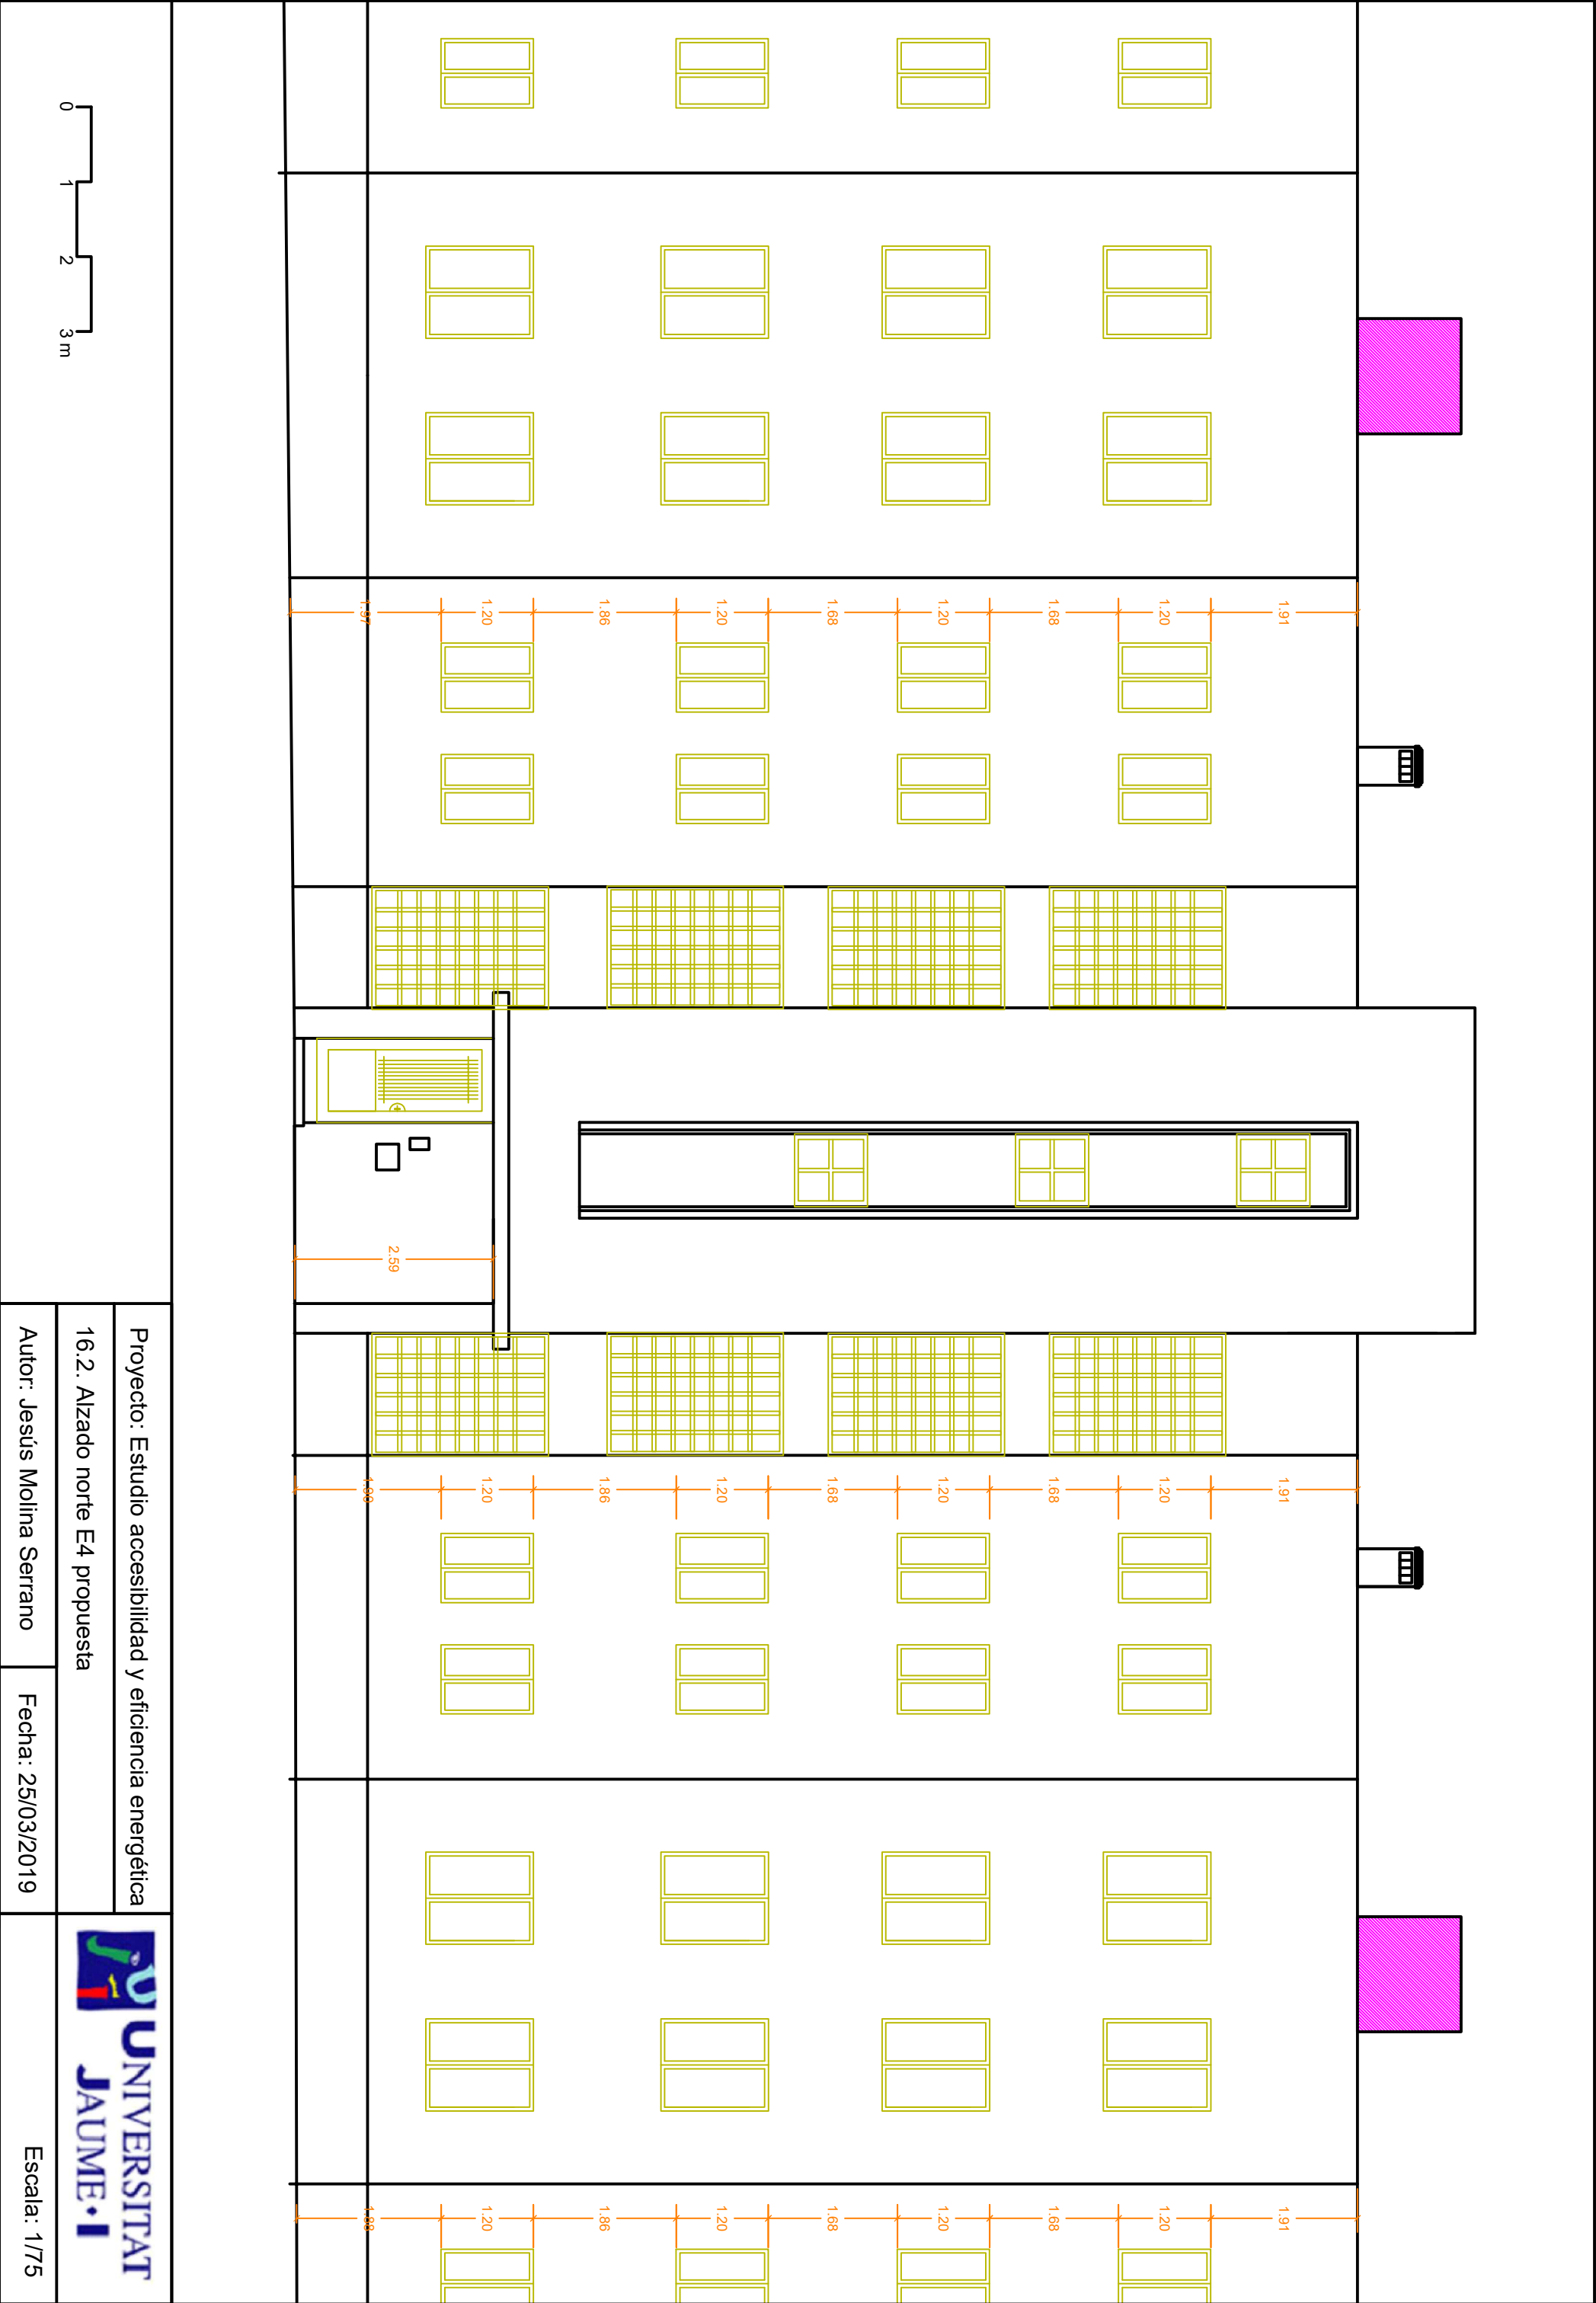 1.91 1.91 1.91
1.20 1.20 1.20
1.68 1.68 1.68
1.20 1.20 1.20
1.68 1.68 1.68
1.20 1.20 1.20
1.86 1.86 1.86
1.20 1.20 1.20
2.59
1.97
Proyecto: Estudio accesibilidad y eficiencia energética
16.2. Alzado norte E4 propuesta
Autor: Jesús Molina Serrano
Fecha: 25/03/2019
UNIVERSITAT
JAUME·I
Escala: 1/75
0 1 2 3 m